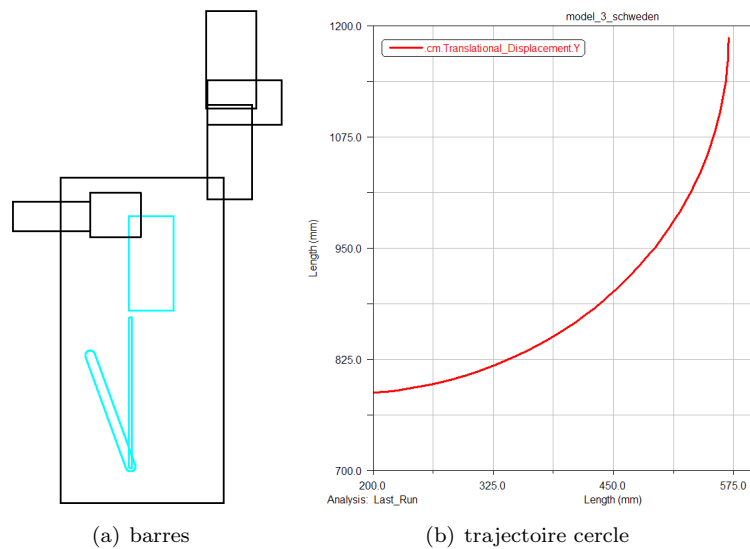 model_3_schweden
cm.Translational_Displacement.Y
1200.0
1075.0
950.0
825.0
700.0
Length (mm)
200.0
325.0
450.0
575.0
Analysis: Last_Run
Length (mm)
(a) barres
(b) trajectoire cercle